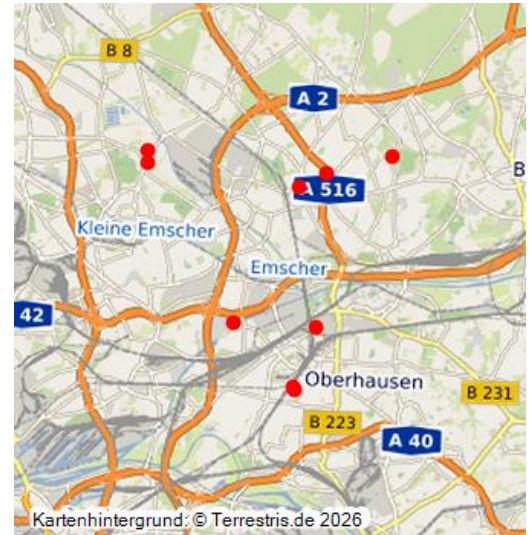 B 8
A 2
A 516
B
Kleine Emscher
Emscher
42
Oberhausen
B 231
B 223
A 40
Kartenhintergrund: © Terrestris.de 2026